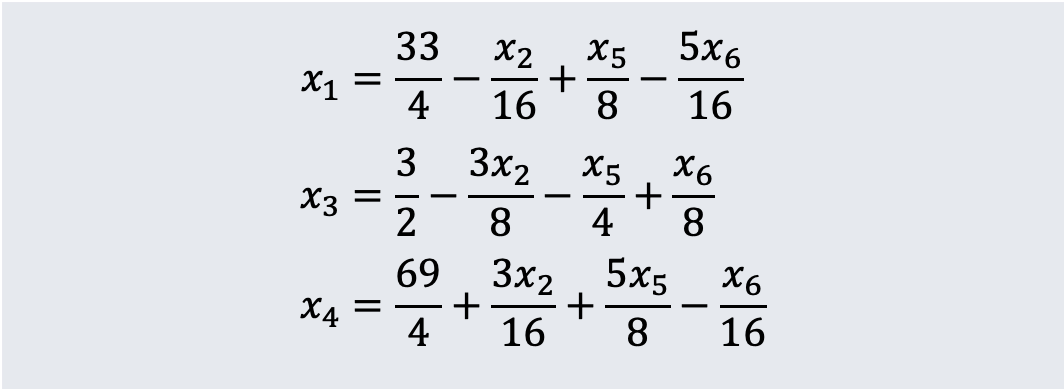 x₁ = 33/4 − x₂/16 + x₅/8 − 5x₆/16
x₃ = 3/2 − 3x₂/8 − x₅/4 + x₆/8
x₄ = 69/4 + 3x₂/16 + 5x₅/8 − x₆/16